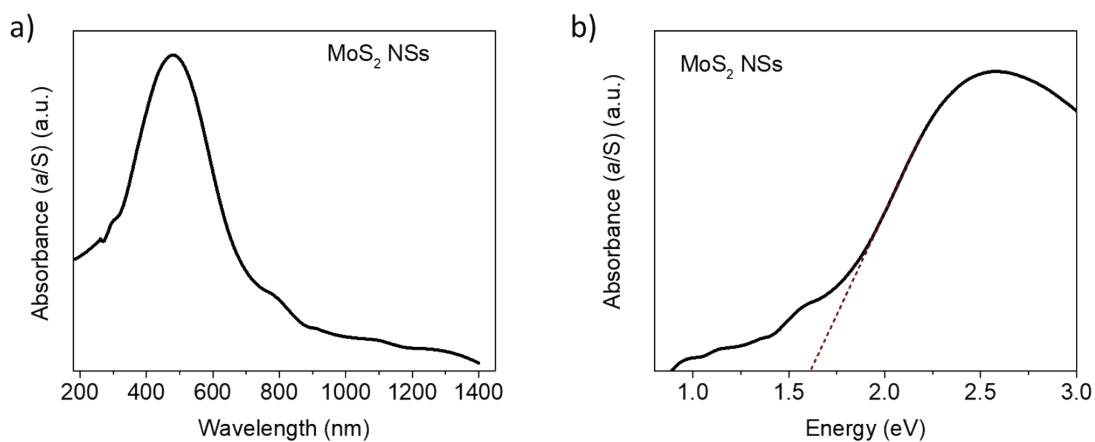 a)
MoS₂ NSs
Absorbance (a/S) (a.u.)
200 400 600 800 1000 1200 1400
Wavelength (nm)
b)
MoS₂ NSs
Absorbance (a/S) (a.u.)
1.0 1.5 2.0 2.5 3.0
Energy (eV)